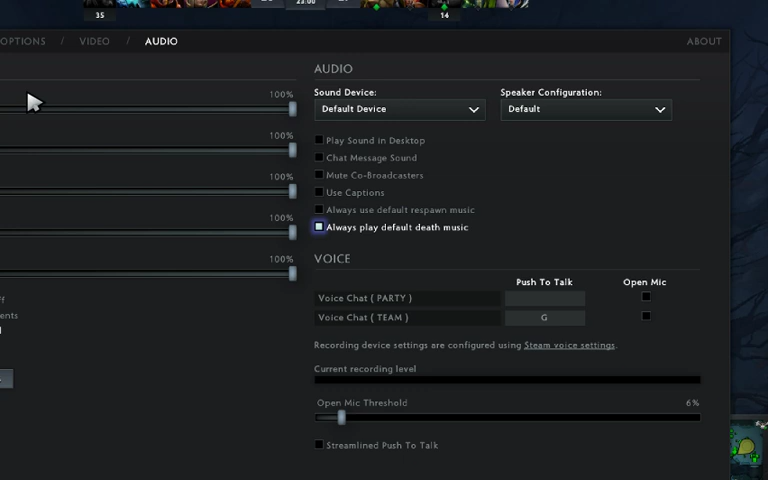 35
23:00
14
OPTIONS / VIDEO / AUDIO
ABOUT
100%
100%
100%
100%
100%
AUDIO
Sound Device:
Speaker Configuration:
Default Device
Default
Play Sound in Desktop
Chat Message Sound
Mute Co-Broadcasters
Use Captions
Always use default respawn music
Always play default death music
VOICE
Push To Talk
Open Mic
Voice Chat ( PARTY )
Voice Chat ( TEAM )
G
Recording device settings are configured using Steam voice settings.
Current recording level
Open Mic Threshold
6%
Streamlined Push To Talk